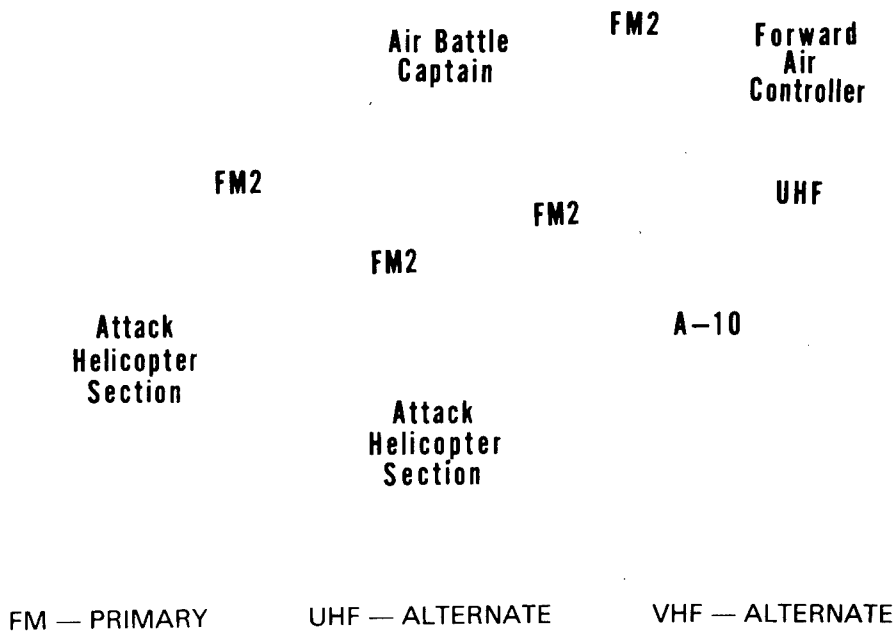 Air Battle
Captain
FM2
Forward
Air
Controller
FM2
FM2
UHF
FM2
Attack
Helicopter
Section
A–10
Attack
Helicopter
Section
FM — PRIMARY
UHF — ALTERNATE
VHF — ALTERNATE